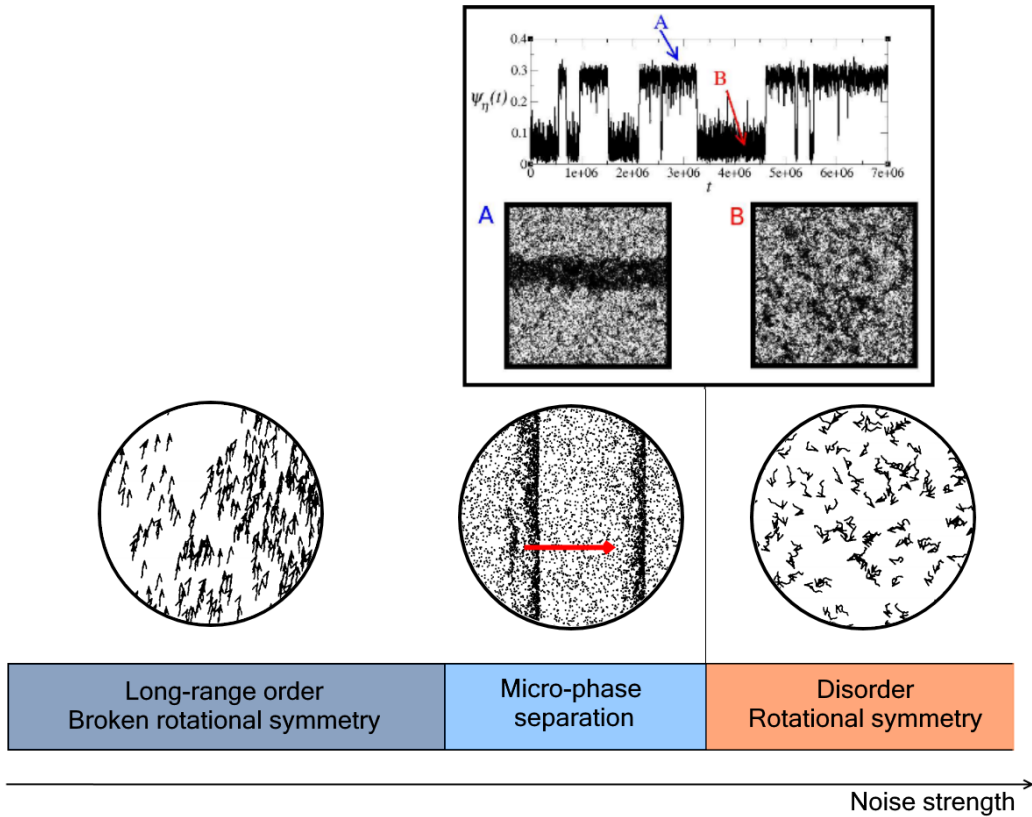 A
0.4
0.3
B
ψη(t)
0.2
0.1
0
0 1e+06 2e+06 3e+06 4e+06 5e+06 6e+06 7e+06
t
A
B
Long-range order
Broken rotational symmetry
Micro-phase
separation
Disorder
Rotational symmetry
Noise strength